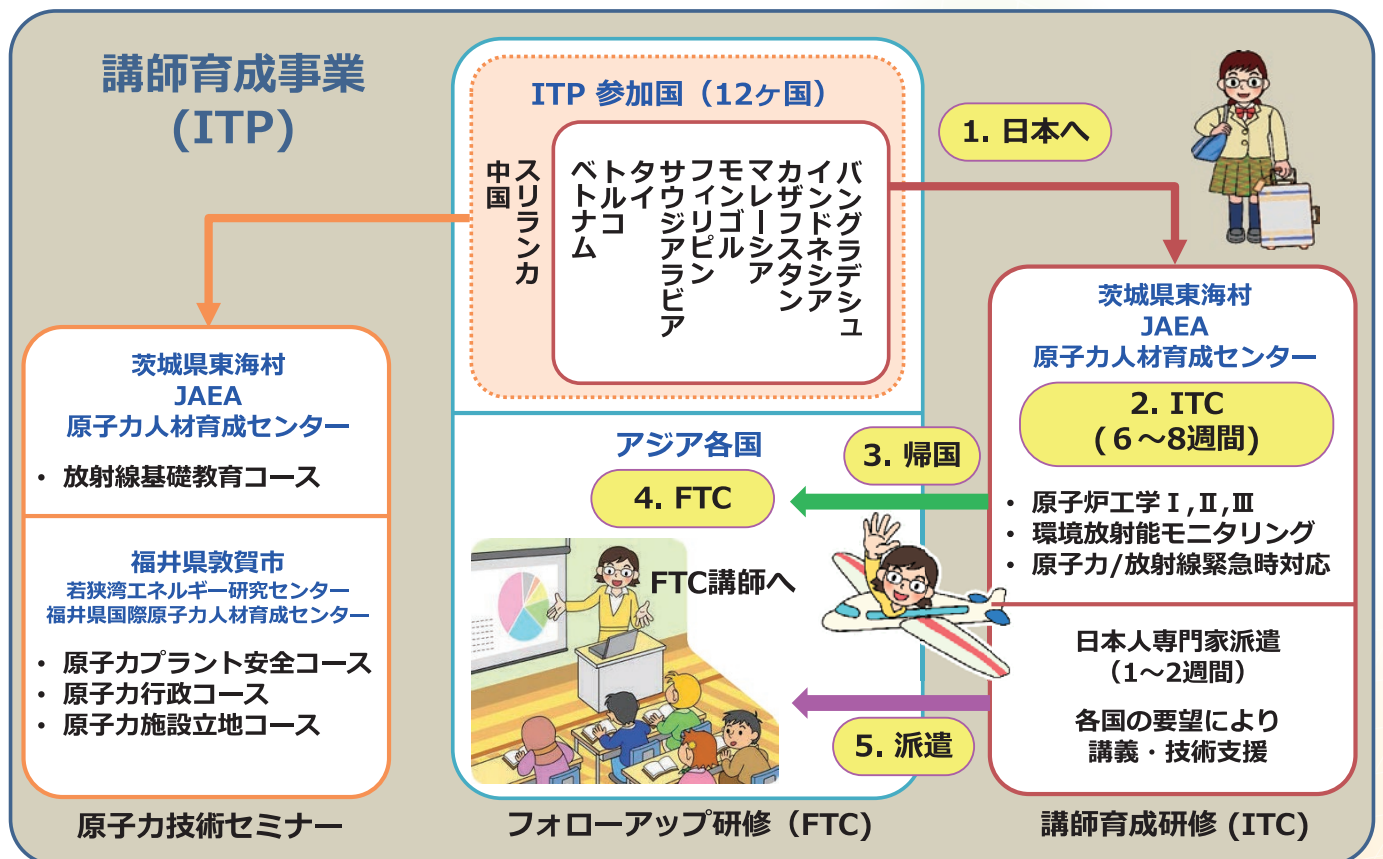 講師育成事業
(ITP)
ITP 参加国（12ヶ国）
バングラデシュ
インドネシア
カザフスタン
マレーシア
モンゴル
フィリピン
サウジアラビア
タイ
トルコ
ベトナム
スリランカ
中国
1. 日本へ
茨城県東海村
JAEA
原子力人材育成センター
2. ITC
(６～8週間)
• 原子炉工学Ⅰ,Ⅱ,Ⅲ
• 環境放射能モニタリング
• 原子力/放射線緊急時対応
日本人専門家派遣
（1～2週間）
各国の要望により
講義・技術支援
講師育成研修 (ITC)
アジア各国
3. 帰国
4. FTC
FTC講師へ
5. 派遣
フォローアップ研修（FTC）
茨城県東海村
JAEA
原子力人材育成センター
• 放射線基礎教育コース
福井県敦賀市
若狭湾エネルギー研究センター
福井県国際原子力人材育成センター
• 原子力プラント安全コース
• 原子力行政コース
• 原子力施設立地コース
原子力技術セミナー